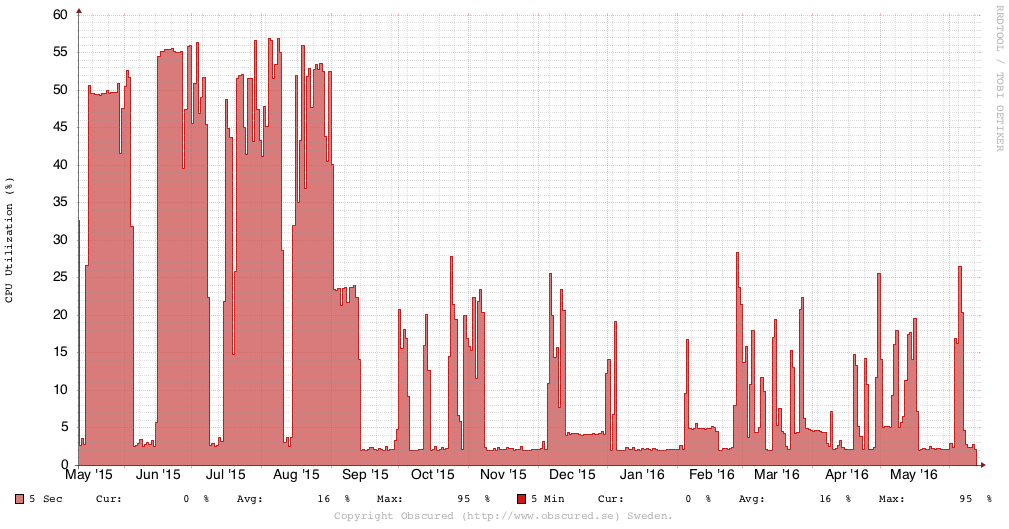 RRDTOOL / TOBI OETIKER
CPU Utilization (%)
60
55
50
45
40
35
30
25
20
15
10
5
0
May '15 Jun '15 Jul '15 Aug '15 Sep '15 Oct '15 Nov '15 Dec '15 Jan '16 Feb '16 Mar '16 Apr '16 May '16
5 Sec Cur: 0 % Avg: 16 % Max: 95 % 5 Min Cur: 0 % Avg: 16 % Max: 95 %
Copyright Obscured (http://www.obscured.se) Sweden.